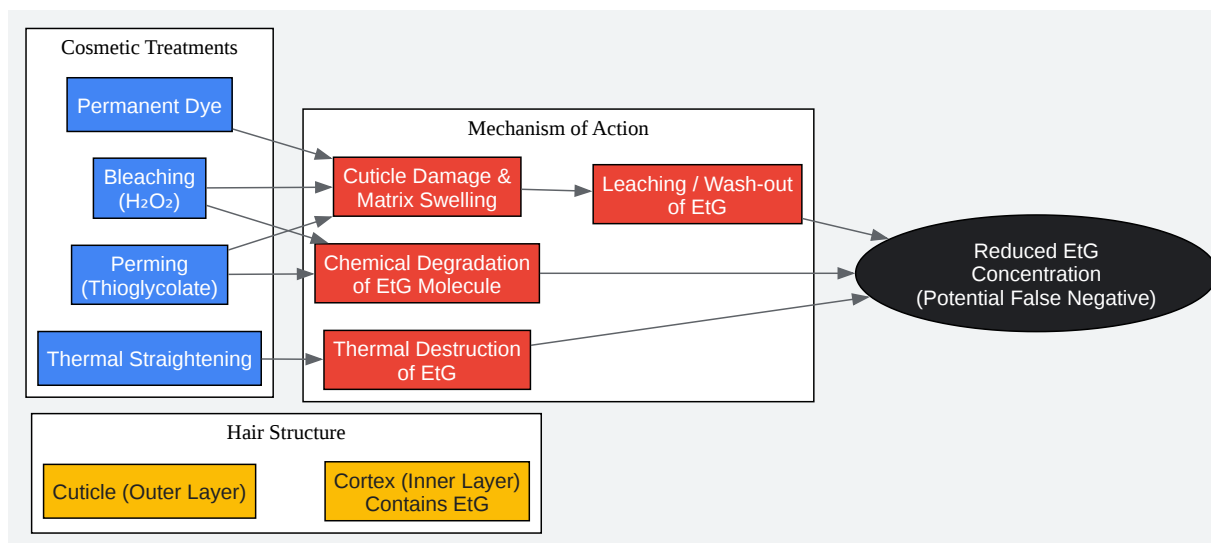 Cosmetic Treatments
Permanent Dye
Bleaching
(H₂O₂)
Perming
(Thioglycolate)
Thermal Straightening
Mechanism of Action
Cuticle Damage &
Matrix Swelling
Leaching / Wash-out
of EtG
Chemical Degradation
of EtG Molecule
Thermal Destruction
of EtG
Reduced EtG
Concentration
(Potential False Negative)
Hair Structure
Cuticle (Outer Layer)
Cortex (Inner Layer)
Contains EtG